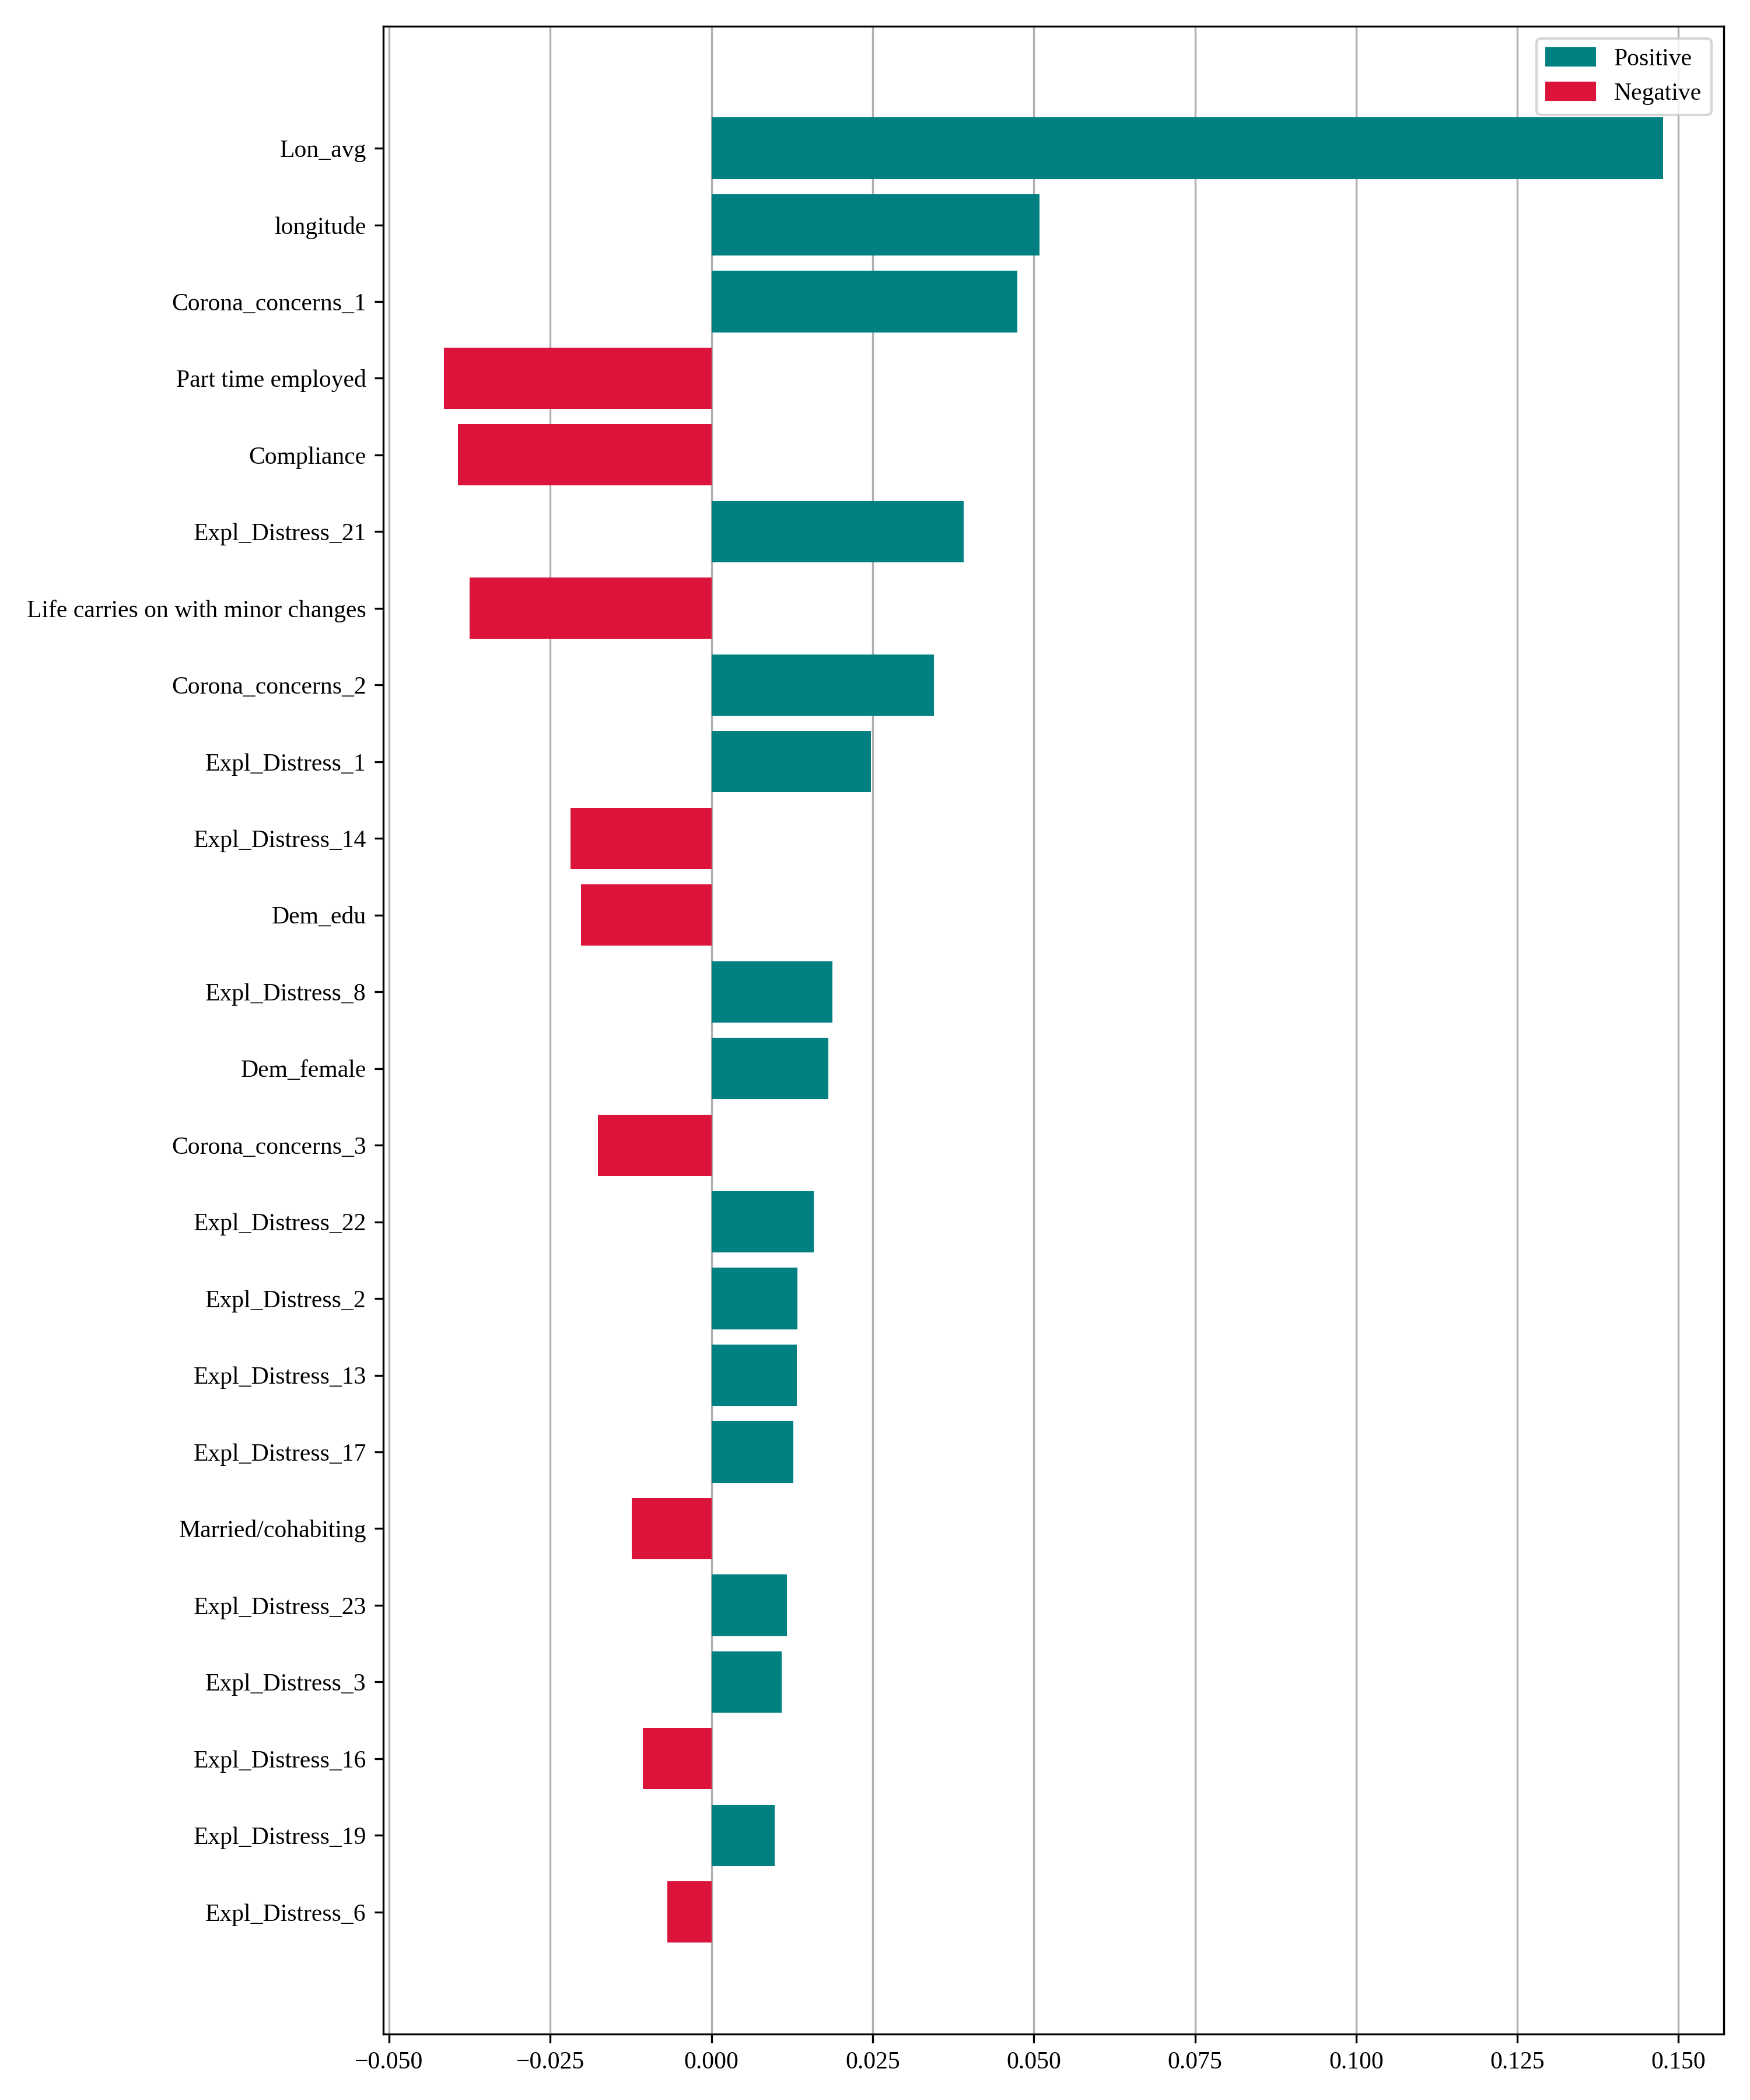 Positive
Negative
Lon_avg
longitude
Corona_concerns_1
Part time employed
Compliance
Expl_Distress_21
Life carries on with minor changes
Corona_concerns_2
Expl_Distress_1
Expl_Distress_14
Dem_edu
Expl_Distress_8
Dem_female
Corona_concerns_3
Expl_Distress_22
Expl_Distress_2
Expl_Distress_13
Expl_Distress_17
Married/cohabiting
Expl_Distress_23
Expl_Distress_3
Expl_Distress_16
Expl_Distress_19
Expl_Distress_6
−0.050 −0.025 0.000 0.025 0.050 0.075 0.100 0.125 0.150